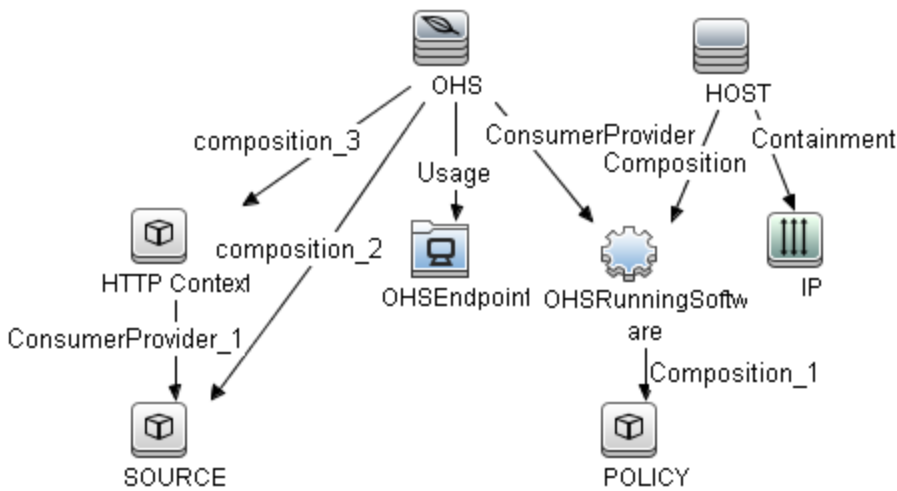 OHS
HOST
composition_3
ConsumerProvider
Containment
Composition
Usage
composition_2
HTTP Context
OHSEndpoint
OHSRunningSoftw
are
IP
ConsumerProvider_1
Composition_1
SOURCE
POLICY